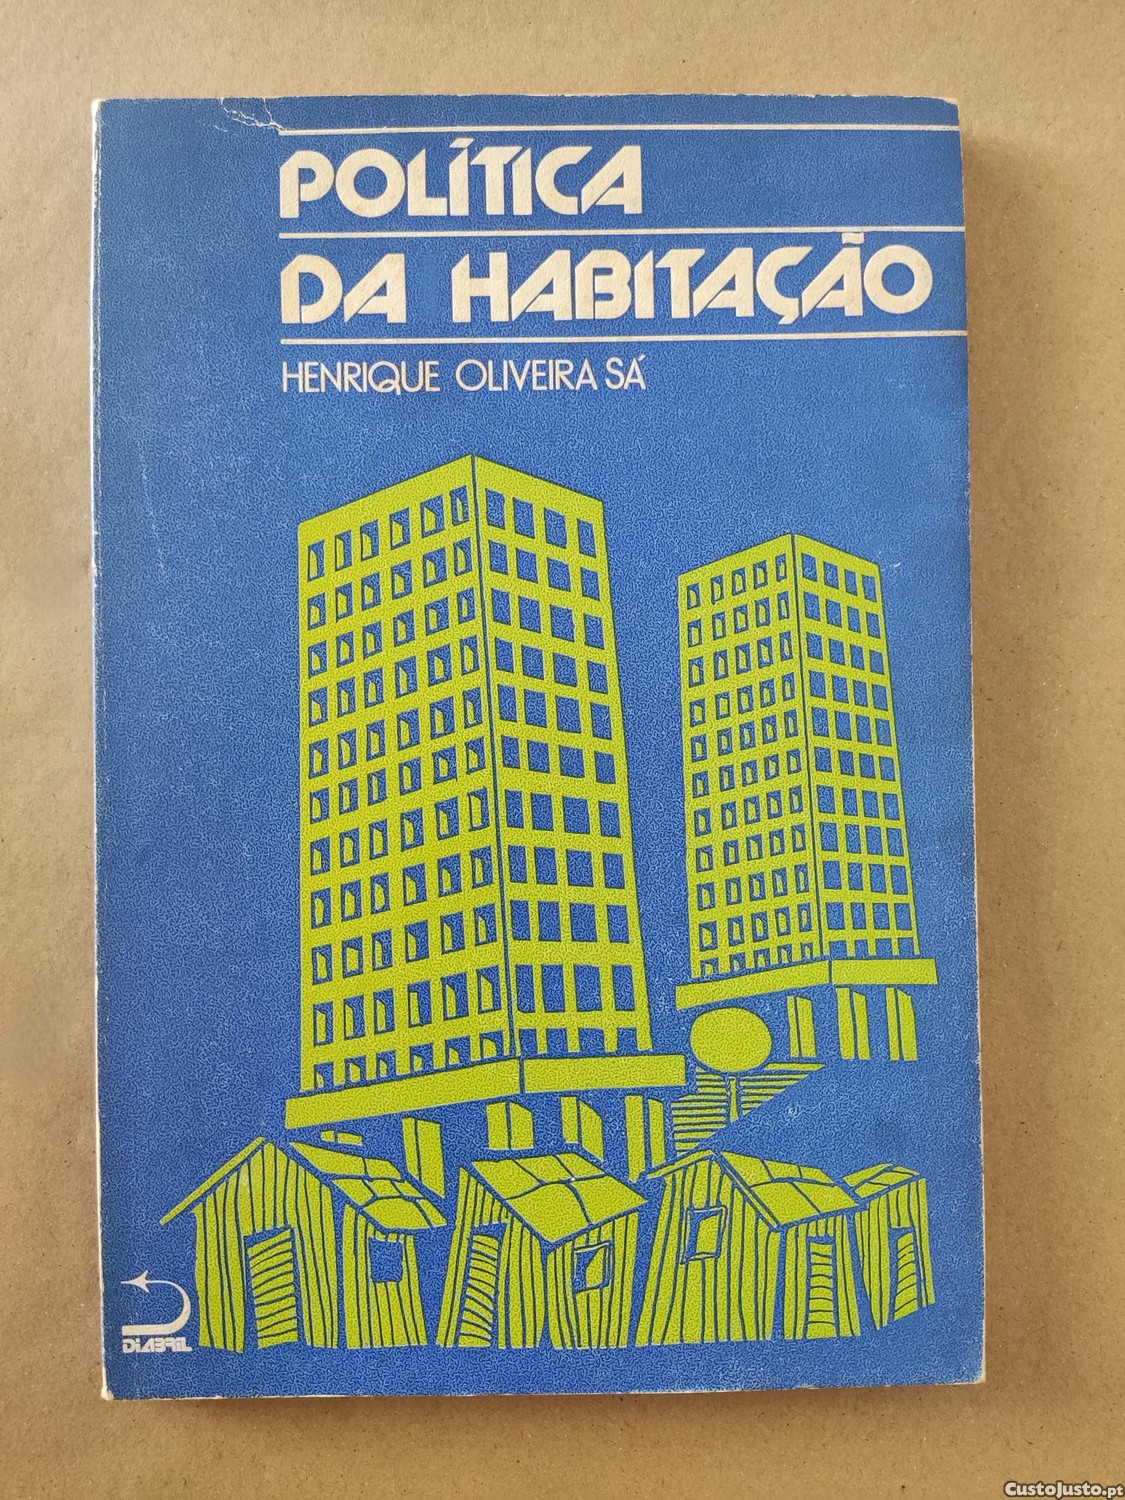 POLÍTICA
DA HABITAÇÃO
HENRIQUE OLIVEIRA SÁ
DIABRIL
CustoJusto.pt